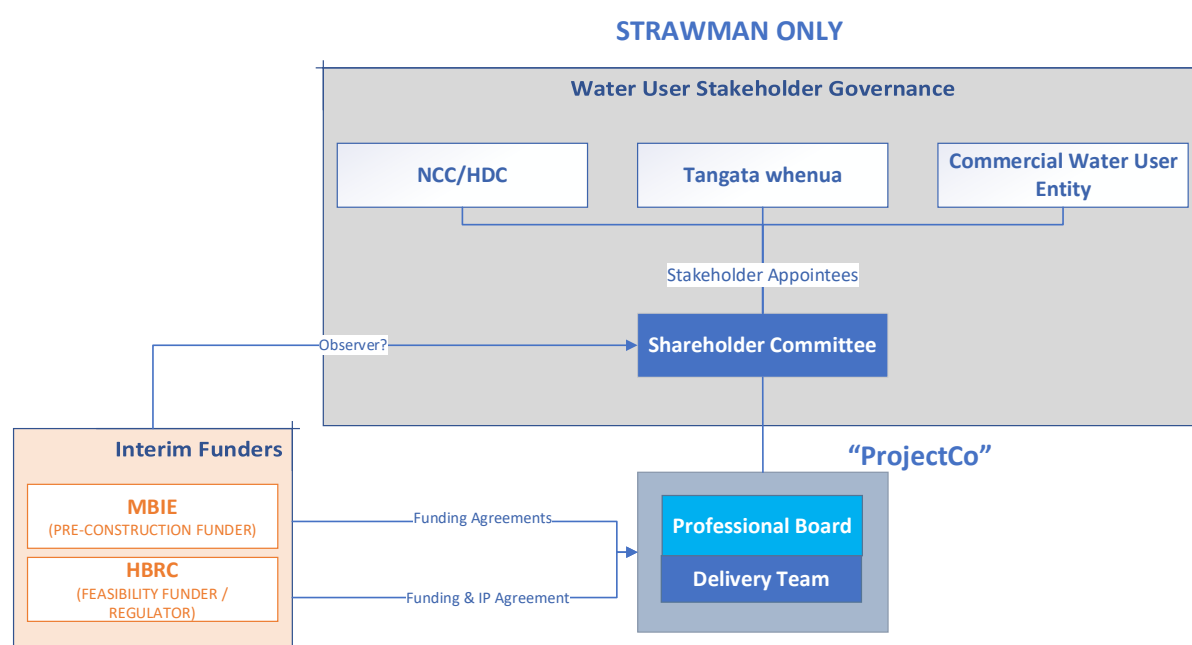 STRAWMAN ONLY
Water User Stakeholder Governance
NCC/HDC
Tangata whenua
Commercial Water User
Entity
Stakeholder Appointees
Shareholder Committee
Observer?
Interim Funders
MBIE
(PRE-CONSTRUCTION FUNDER)
HBRC
(FEASIBILITY FUNDER /
REGULATOR)
Funding Agreements
Funding & IP Agreement
“ProjectCo”
Professional Board
Delivery Team